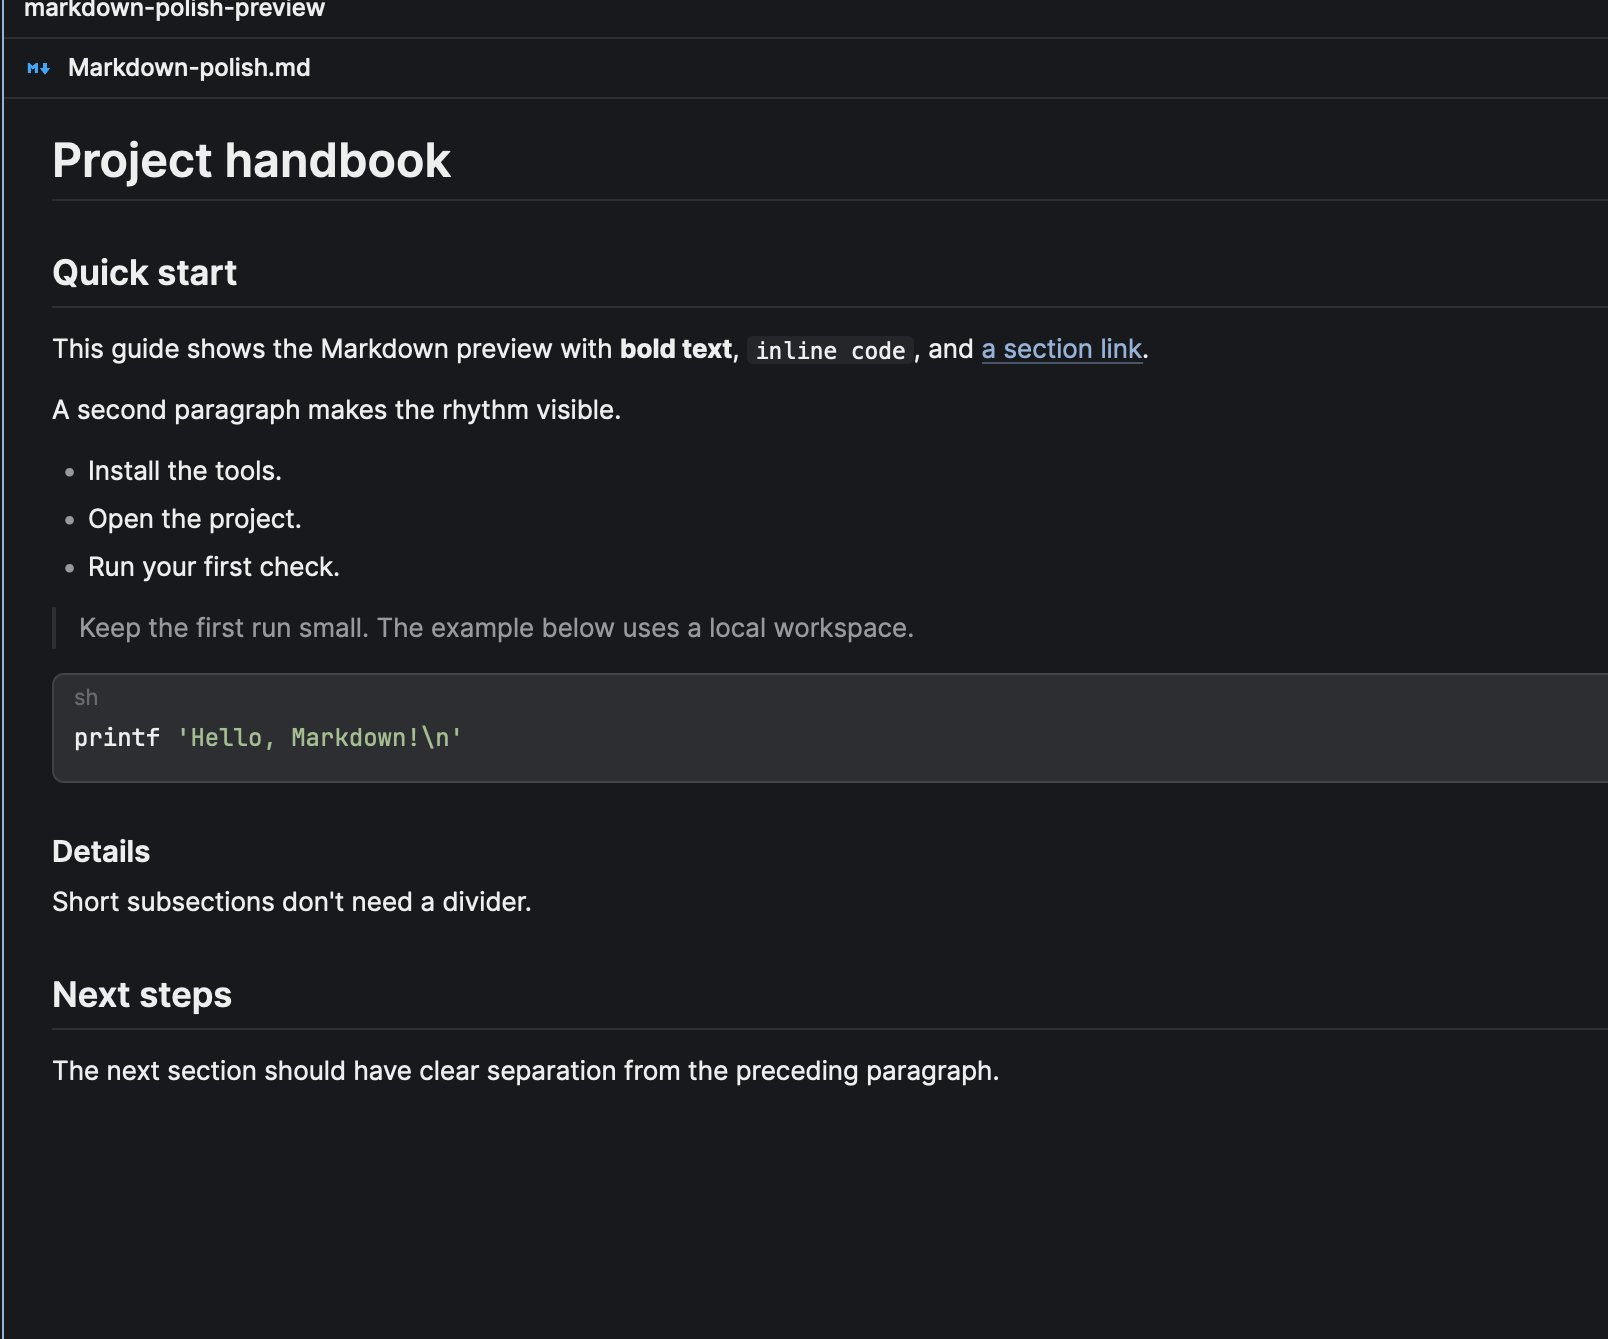 markdown-polish-preview
M↓ Markdown-polish.md
Project handbook
Quick start
This guide shows the Markdown preview with bold text, inline code, and a section link.
A second paragraph makes the rhythm visible.
• Install the tools.
• Open the project.
• Run your first check.
Keep the first run small. The example below uses a local workspace.
sh
printf 'Hello, Markdown!\n'
Details
Short subsections don't need a divider.
Next steps
The next section should have clear separation from the preceding paragraph.